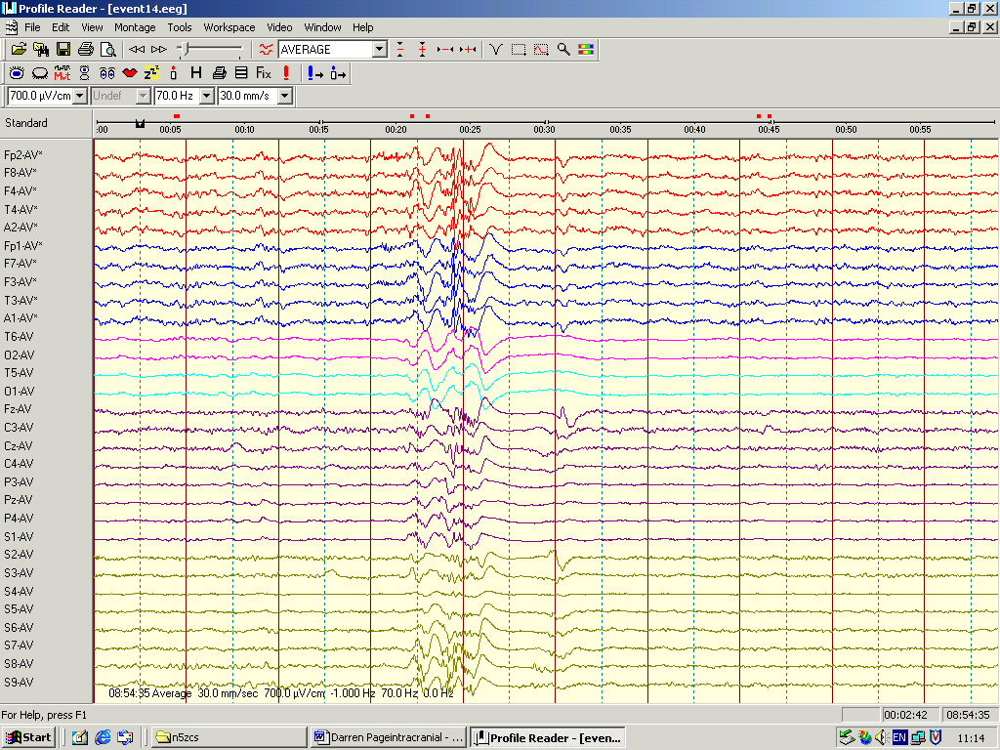 Profile Reader - [event14.eeg]
File Edit View Montage Tools Workspace Video Window Help
AVERAGE
Mut zzz H Fix
700.0 µV/cm Undef 70.0 Hz 30.0 mm/s
Standard
:00 00:05 00:10 00:15 00:20 00:25 00:30 00:35 00:40 00:45 00:50 00:55
Fp2-AV*
F8-AV*
F4-AV*
T4-AV*
A2-AV*
Fp1-AV*
F7-AV*
F3-AV*
T3-AV*
A1-AV*
T6-AV
O2-AV
T5-AV
O1-AV
Fz-AV
C3-AV
Cz-AV
C4-AV
P3-AV
Pz-AV
P4-AV
S1-AV
S2-AV
S3-AV
S4-AV
S5-AV
S6-AV
S7-AV
S8-AV
S9-AV
08:54:35 Average 30.0 mm/sec 700.0 µV/cm -1.000 Hz 70.0 Hz 0.0 Hz
For Help, press F1 00:02:42 08:54:35
Start n5zcs Darren Pageintracranial - ... Profile Reader - [even... EN 11:14